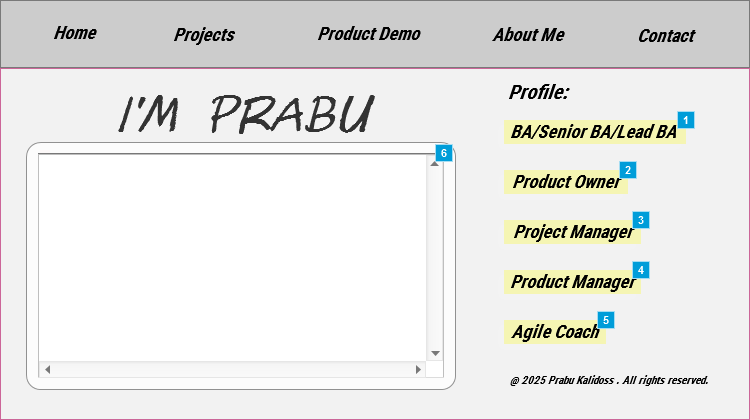 Home Projects Product Demo About Me Contact
I'M PRABU
6
Profile:
BA/Senior BA/Lead BA 1
Product Owner 2
Project Manager 3
Product Manager 4
Agile Coach 5
@ 2025 Prabu Kalidoss . All rights reserved.